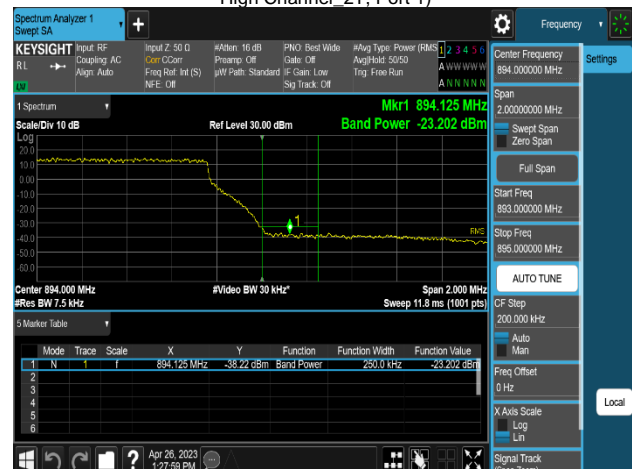 High Channel_2T, Port 1)
Spectrum Analyzer 1
Swept SA
Frequency
KEYSIGHT
RL
Input: RF
Coupling: AC
Align: Auto
Input Z: 50 Ω
Corr CCorr
Freq Ref: Int (S)
NFE: Off
#Atten: 16 dB
Preamp: Off
µW Path: Standard
PNO: Best Wide
Gate: Off
IF Gain: Low
Sig Track: Off
#Avg Type: Power (RMS
Avg|Hold: 50/50
Trig: Free Run
1 2 3 4 5 6
A W W W W W
A N N N N N
1 Spectrum
Scale/Div 10 dB
Ref Level 30.00 dBm
Mkr1 894.125 MHz
Band Power -23.202 dBm
Log
20.0
10.0
0.00
-10.0
-20.0
-30.0
-40.0
-50.0
-60.0
1
RMS
Center 894.000 MHz
#Res BW 7.5 kHz
#Video BW 30 kHz*
Span 2.000 MHz
Sweep 11.8 ms (1001 pts)
5 Marker Table
Mode Trace Scale X Y Function Function Width Function Value
1 N 1 f 894.125 MHz -38.22 dBm Band Power 250.0 kHz -23.202 dBm
2
3
4
5
6
Apr 26, 2023
1:27:59 PM
Center Frequency
894.000000 MHz
Settings
Span
2.00000000 MHz
Swept Span
Zero Span
Full Span
Start Freq
893.000000 MHz
Stop Freq
895.000000 MHz
AUTO TUNE
CF Step
200.000 kHz
Auto
Man
Freq Offset
0 Hz
X Axis Scale
Log
Lin
Local
Signal Track